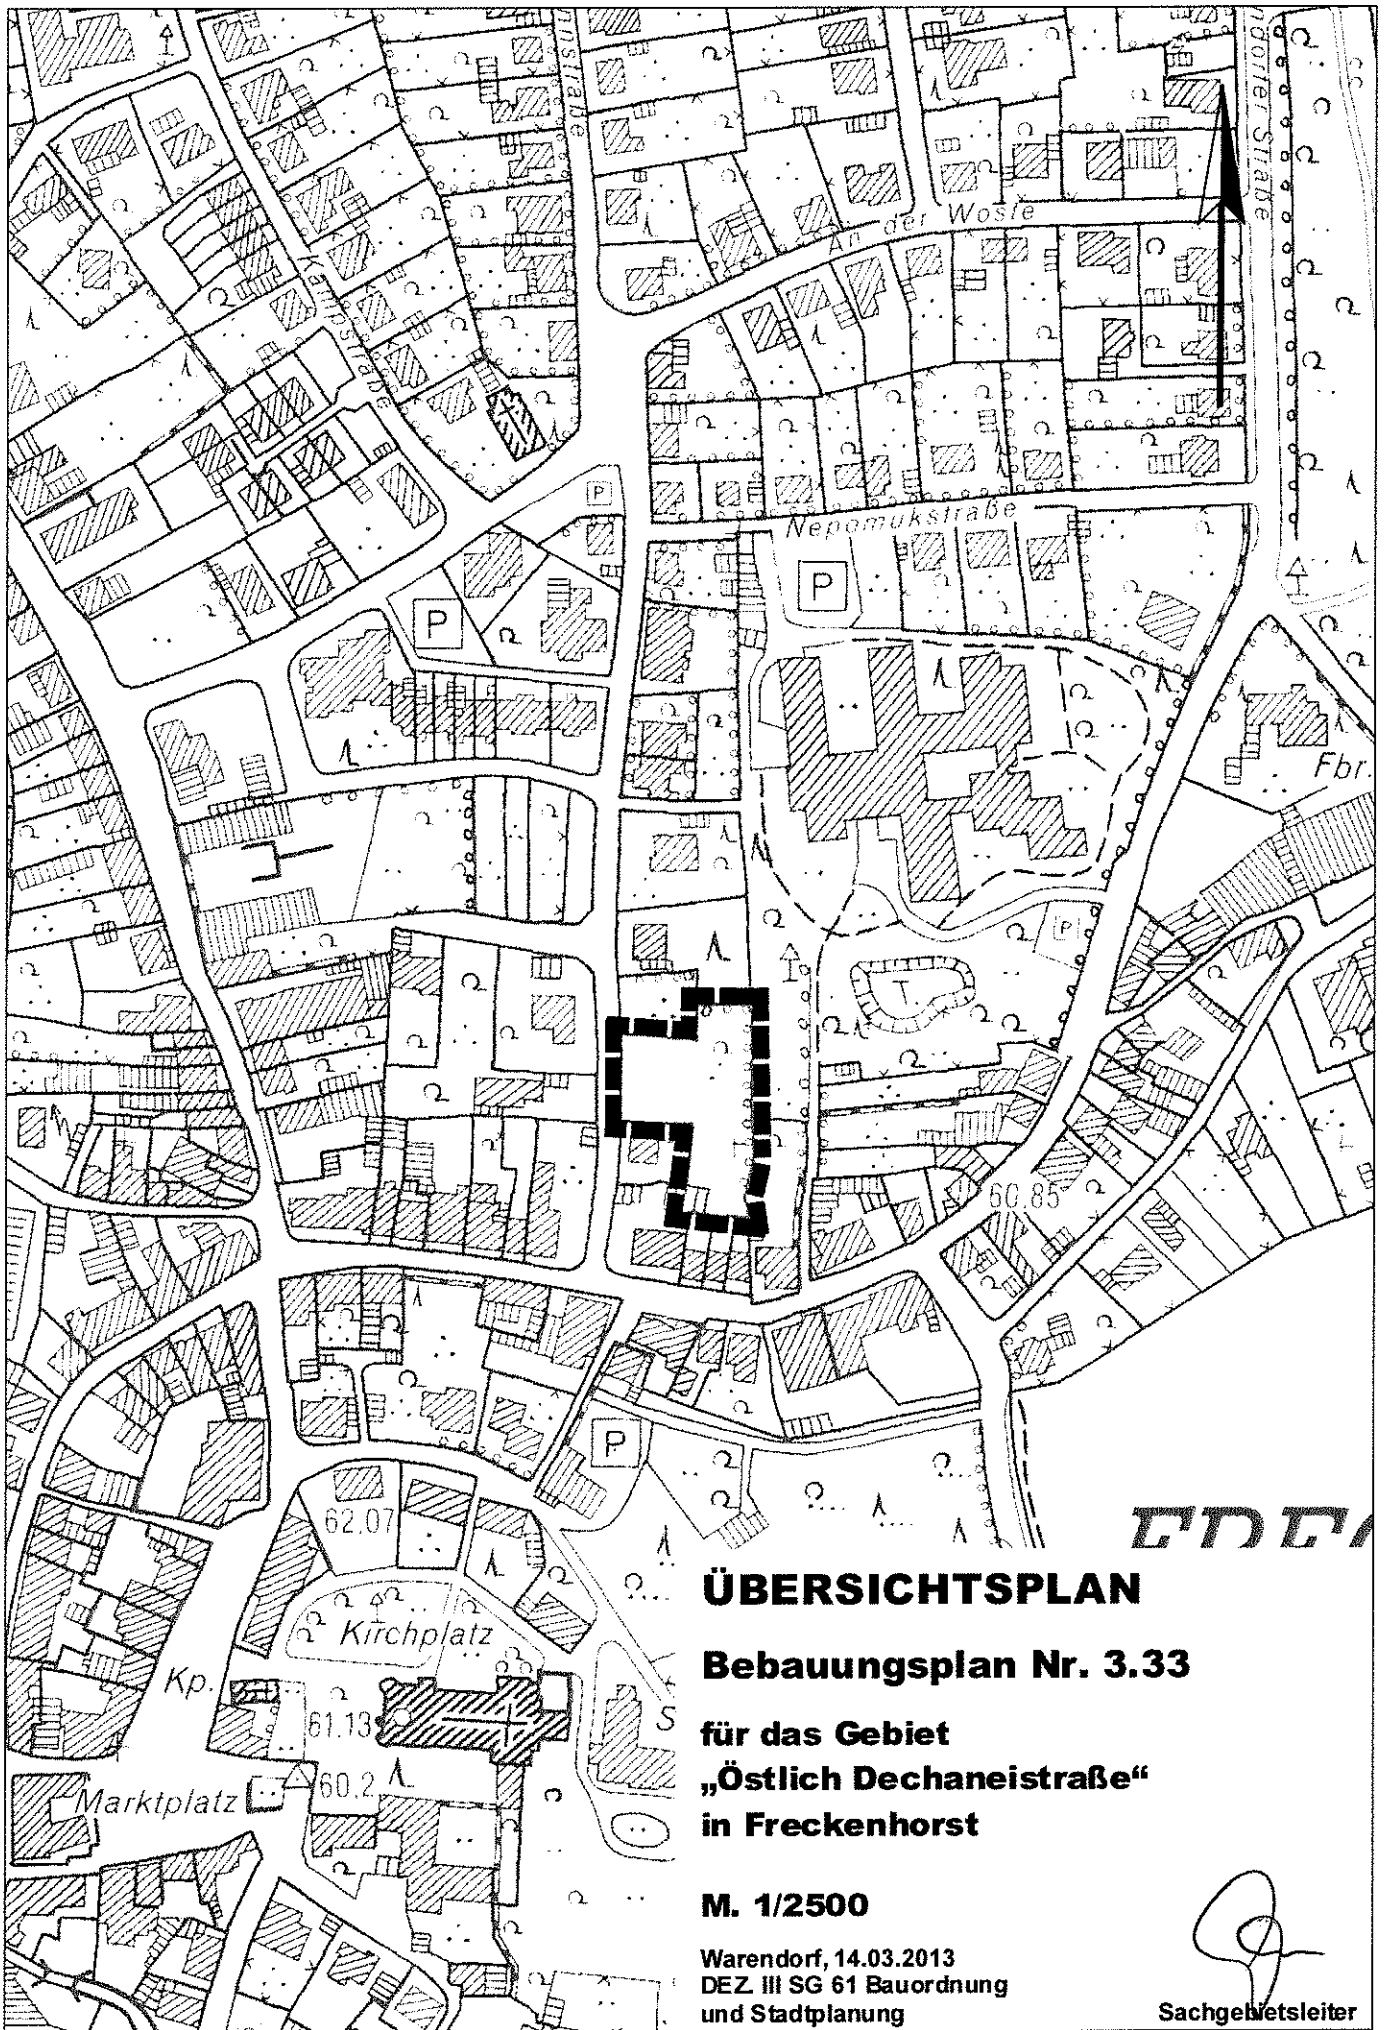 An der Wösle
Kampstraße
P
Nepomukstraße
P
P
Fbr.
P
T
60.85
P
62.07
Kirchplatz
Kp.
61.13
Marktplatz
60.2
S
ÜBERSICHTSPLAN
Bebauungsplan Nr. 3.33
für das Gebiet
„Östlich Dechaneistraße“
in Freckenhorst
M. 1/2500
Warendorf, 14.03.2013
DEZ. III SG 61 Bauordnung
und Stadtplanung
Sachgebietsleiter